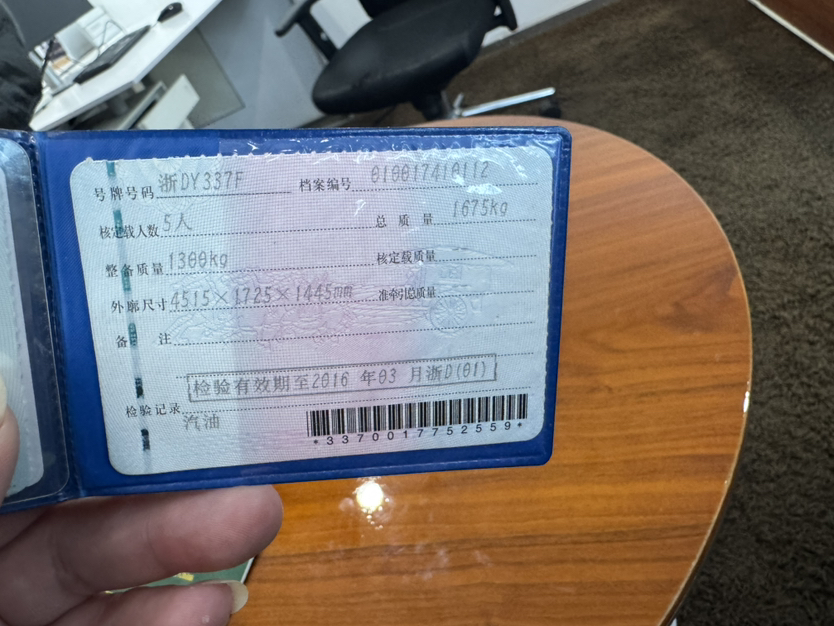 号牌号码 浙DY337F 档案编号 010017410112
核定载人数 5人 总质量 1675kg
整备质量 1300kg 核定载质量
外廓尺寸 4515×1725×1445mm 准牵引总质量
备注
检验有效期至2016 年03 月浙D(01)
检验记录
汽油
*3370017752559*